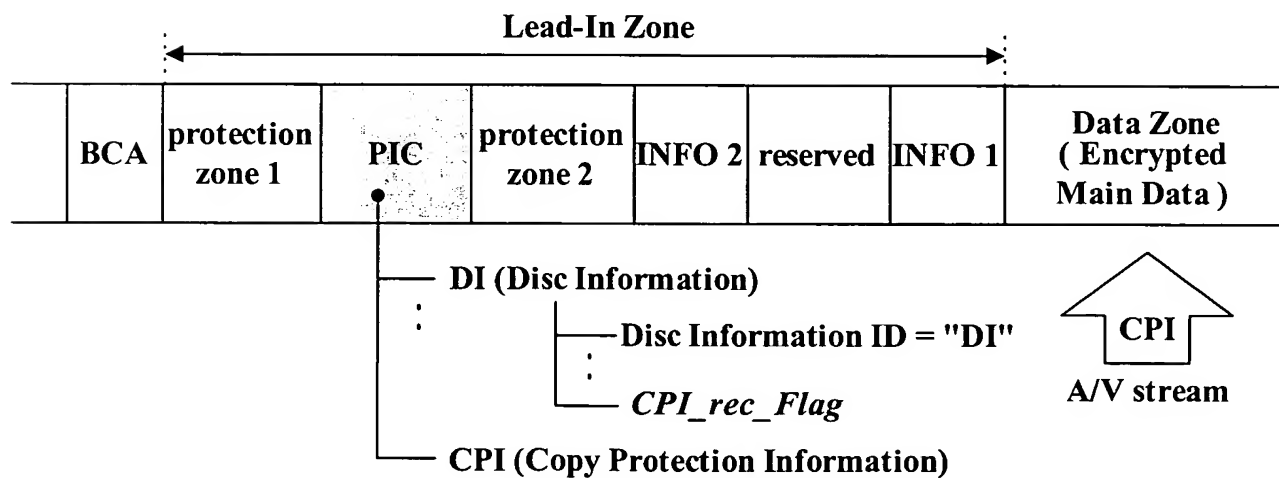 Lead-In Zone
BCA
protection
zone 1
PIC
protection
zone 2
INFO 2
reserved
INFO 1
Data Zone
( Encrypted
Main Data )
DI (Disc Information)
Disc Information ID = "DI"
CPI_rec_Flag
CPI (Copy Protection Information)
CPI
A/V stream